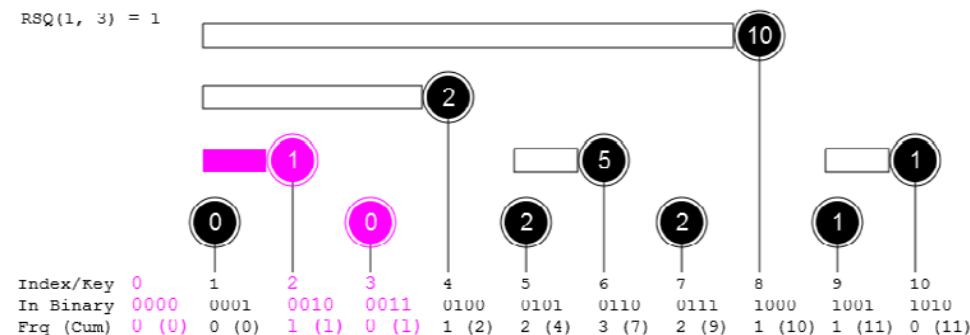 RSQ(1, 3) = 1
10
2
1 5 1
0 0 2 2 1
Index/Key 0 1 2 3 4 5 6 7 8 9 10
In Binary 0000 0001 0010 0011 0100 0101 0110 0111 1000 1001 1010
Frq (Cum) 0 (0) 0 (0) 1 (1) 0 (1) 1 (2) 2 (4) 3 (7) 2 (9) 1 (10) 1 (11) 0 (11)